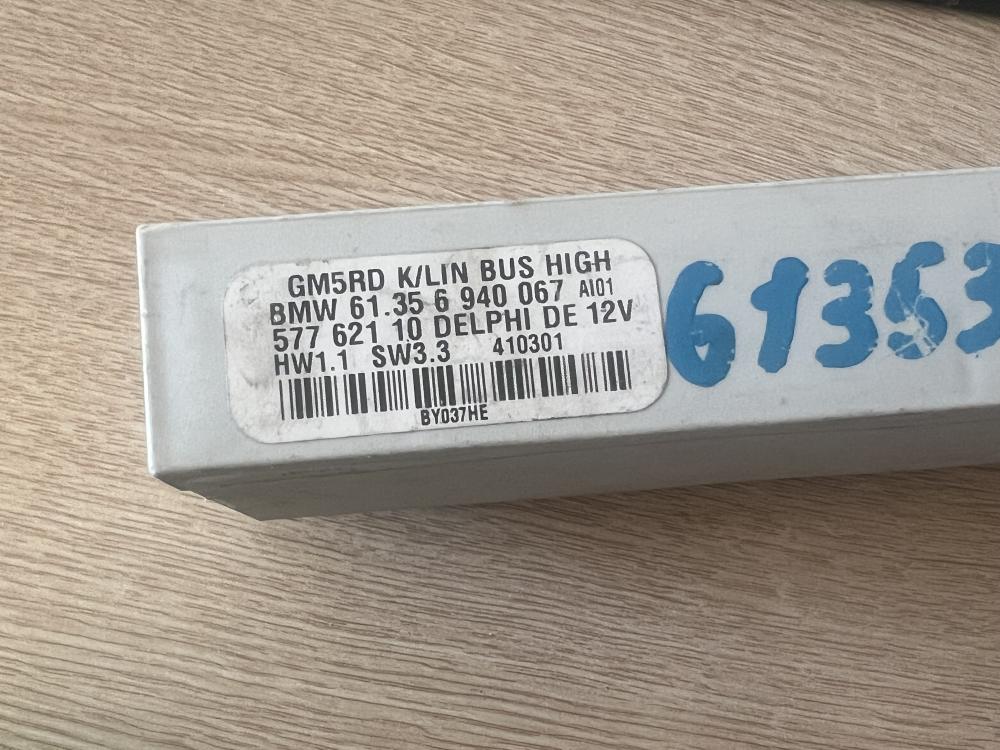 GM5RD K/LIN BUS HIGH
BMW 61.35 6 940 067 AI01
577 621 10 DELPHI DE 12V
HW1.1 SW3.3 410301
BY037HE
61353